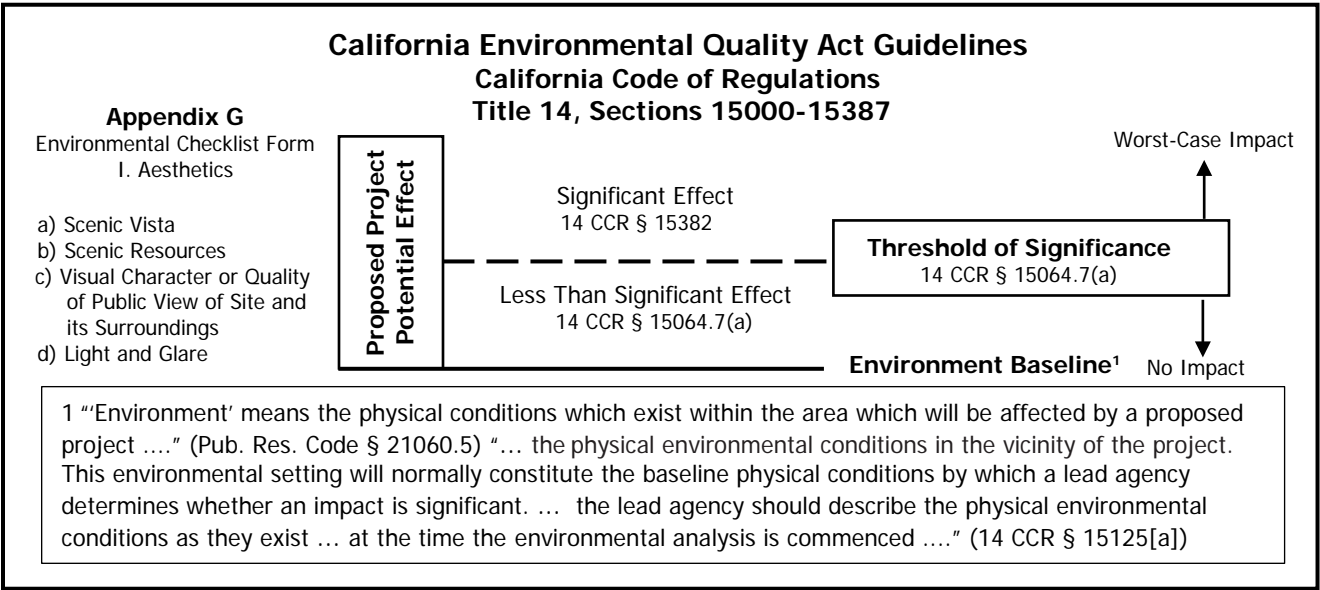 California Environmental Quality Act Guidelines
California Code of Regulations
Title 14, Sections 15000-15387
Appendix G
Environmental Checklist Form
I. Aesthetics
a) Scenic Vista
b) Scenic Resources
c) Visual Character or Quality
of Public View of Site and
its Surroundings
d) Light and Glare
Proposed Project
Potential Effect
Significant Effect
14 CCR § 15382
Less Than Significant Effect
14 CCR § 15064.7(a)
Worst-Case Impact
Threshold of Significance
14 CCR § 15064.7(a)
Environment Baseline¹
No Impact
1 "'Environment' means the physical conditions which exist within the area which will be affected by a proposed
project …." (Pub. Res. Code § 21060.5) "… the physical environmental conditions in the vicinity of the project.
This environmental setting will normally constitute the baseline physical conditions by which a lead agency
determines whether an impact is significant. … the lead agency should describe the physical environmental
conditions as they exist … at the time the environmental analysis is commenced …." (14 CCR § 15125[a])